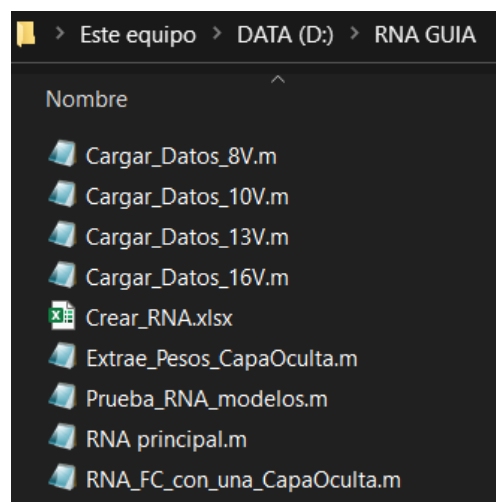 Este equipo > DATA (D:) > RNA GUIA
Nombre
Cargar_Datos_8V.m
Cargar_Datos_10V.m
Cargar_Datos_13V.m
Cargar_Datos_16V.m
Crear_RNA.xlsx
Extrae_Pesos_CapaOculta.m
Prueba_RNA_modelos.m
RNA principal.m
RNA_FC_con_una_CapaOculta.m